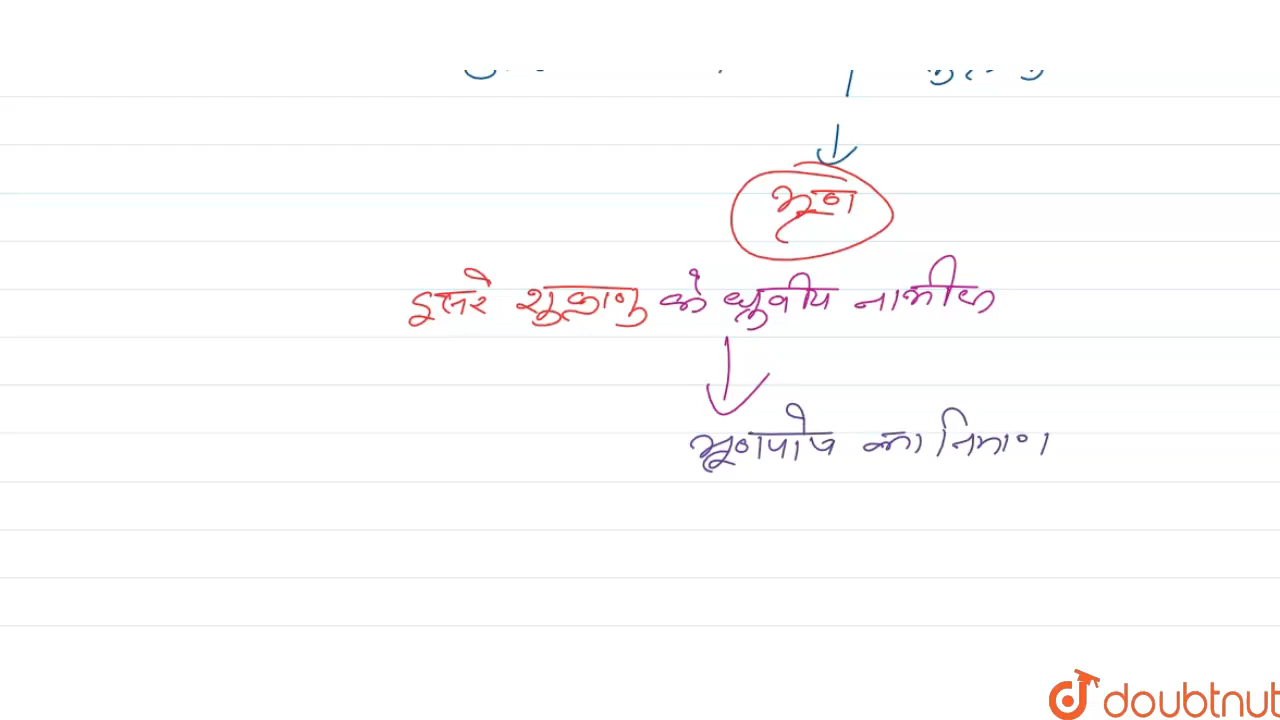 भ्रूण
दूसरे शुक्राणु के ध्रुवीय नाभीक
भ्रूणपोष का निमाण
doubtnut